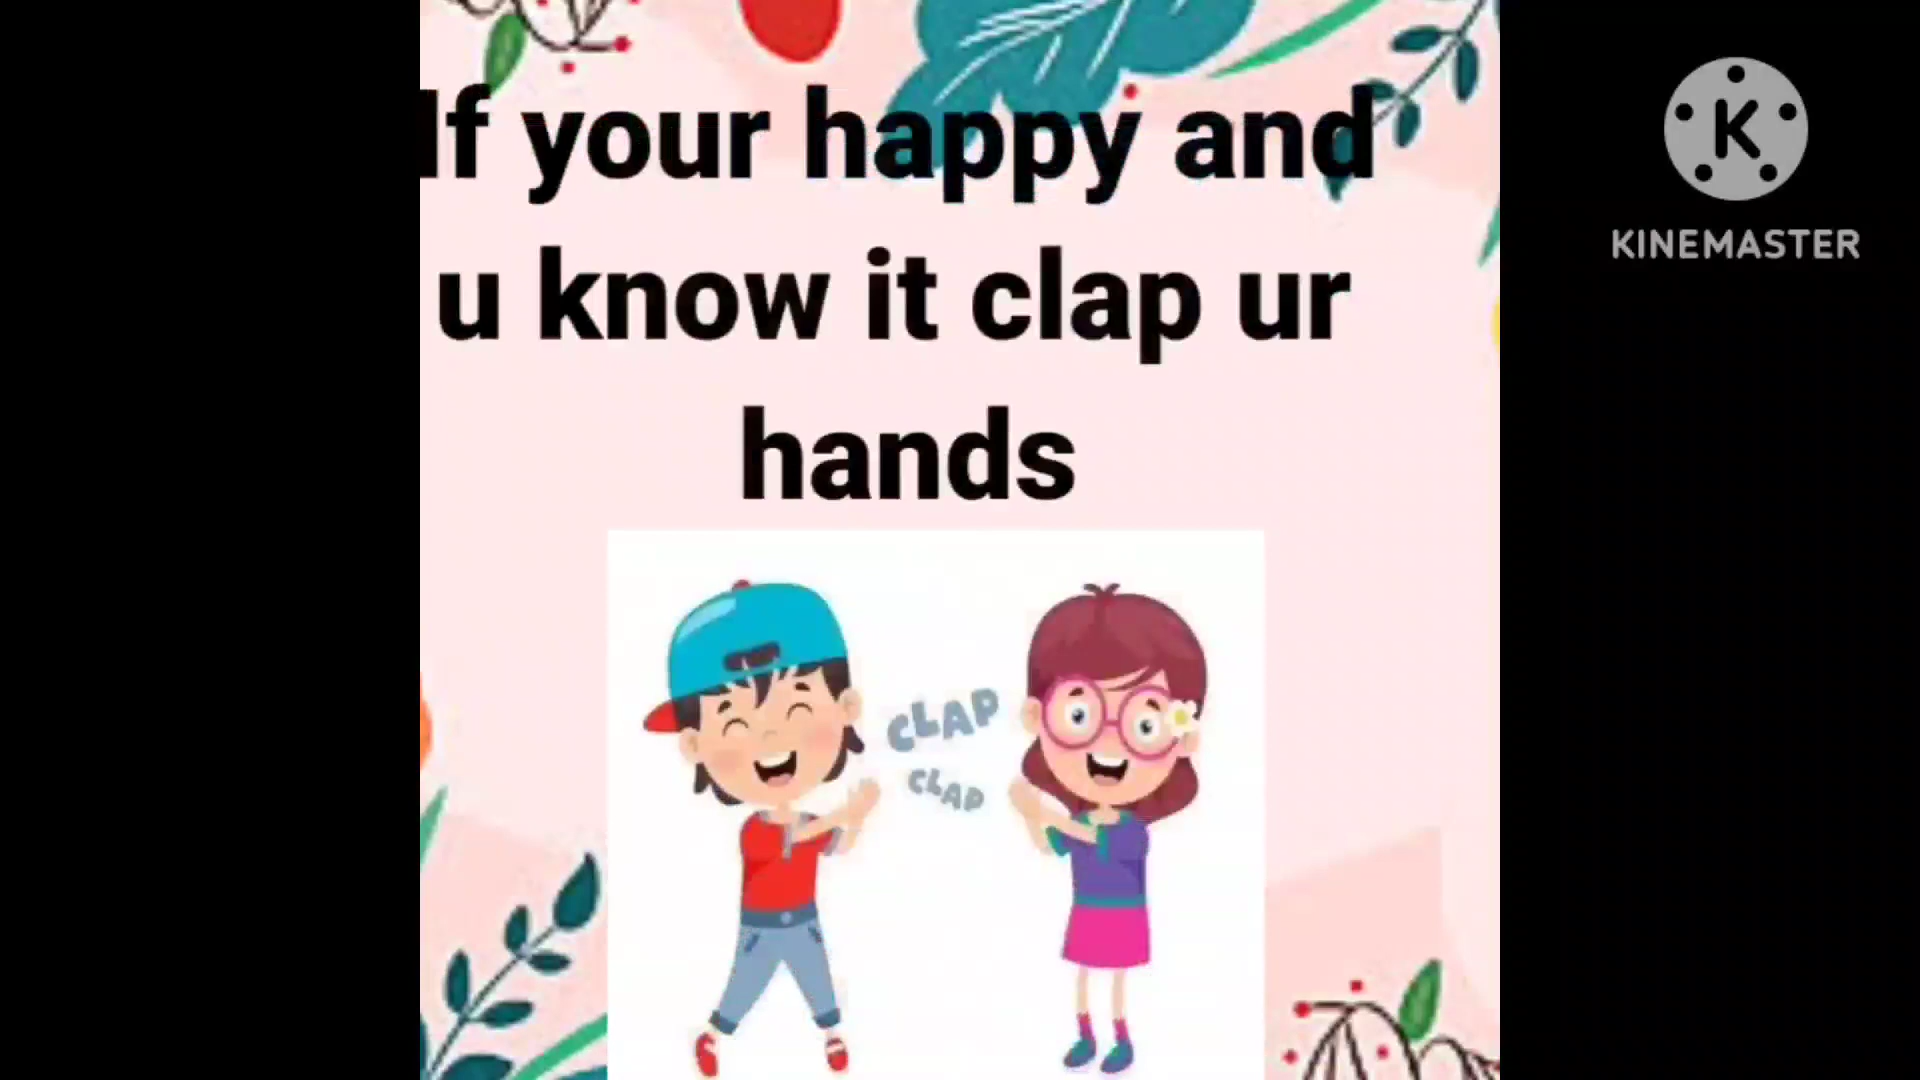 If your happy and
u know it clap ur
hands
CLAP
CLAP
K
KINEMASTER